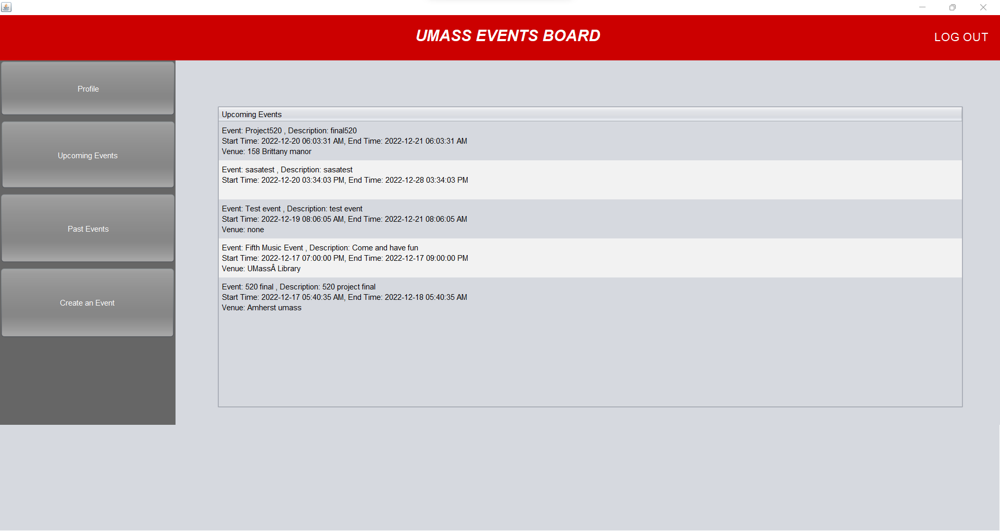 UMASS EVENTS BOARD
LOG OUT
Profile
Upcoming Events
Past Events
Create an Event
Upcoming Events
Event: Project520 , Description: final520
Start Time: 2022-12-20 06:03:31 AM, End Time: 2022-12-21 06:03:31 AM
Venue: 158 Brittany manor
Event: sasatest , Description: sasatest
Start Time: 2022-12-20 03:34:03 PM, End Time: 2022-12-28 03:34:03 PM
Event: Test event , Description: test event
Start Time: 2022-12-19 08:06:05 AM, End Time: 2022-12-21 08:06:05 AM
Venue: none
Event: Fifth Music Event , Description: Come and have fun
Start Time: 2022-12-17 07:00:00 PM, End Time: 2022-12-17 09:00:00 PM
Venue: UMassÂ Library
Event: 520 final , Description: 520 project final
Start Time: 2022-12-17 05:40:35 AM, End Time: 2022-12-18 05:40:35 AM
Venue: Amherst umass